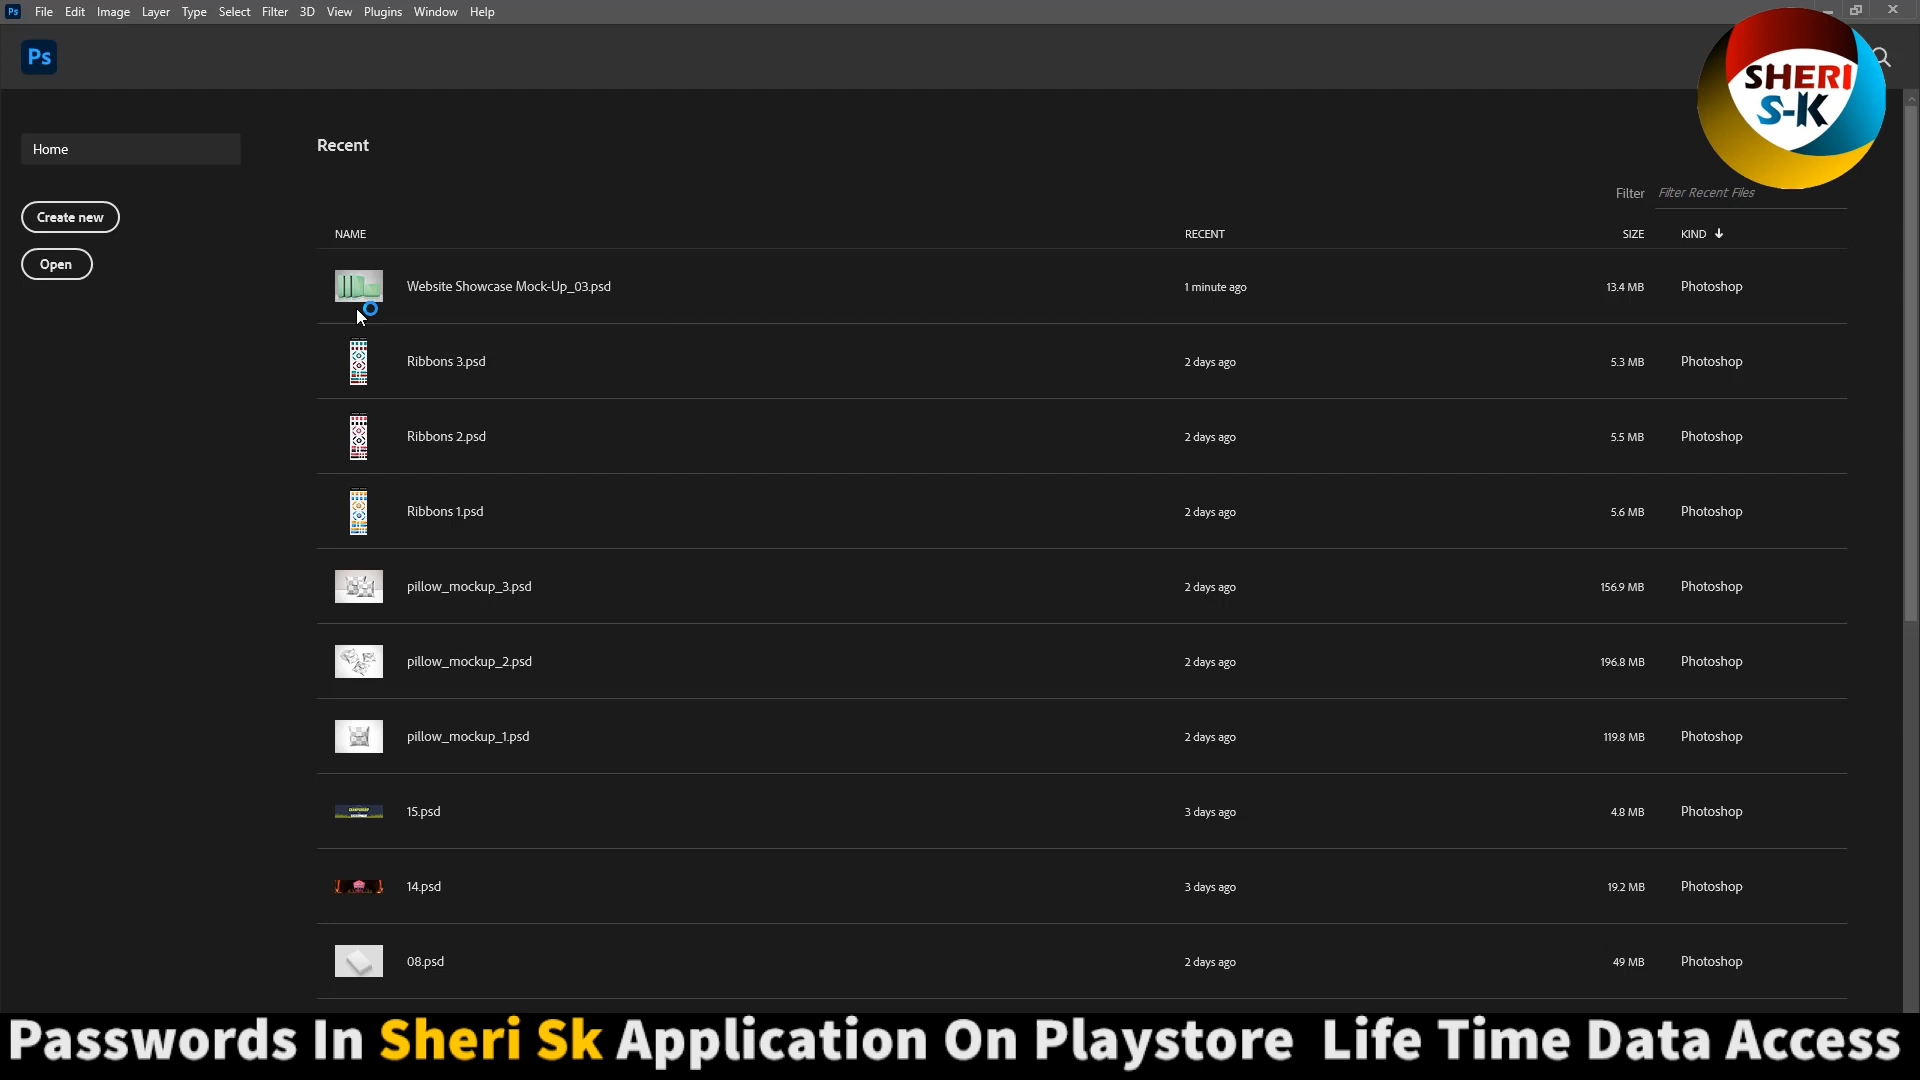 Ps File Edit Image Layer Type Select Filter 3D View Plugins Window Help
Ps
SHERI
S-K
Home
Recent
Create new
Open
Filter Filter Recent Files
NAME RECENT SIZE KIND
Website Showcase Mock-Up_03.psd 1 minute ago 13.4 MB Photoshop
Ribbons 3.psd 2 days ago 5.3 MB Photoshop
Ribbons 2.psd 2 days ago 5.5 MB Photoshop
Ribbons 1.psd 2 days ago 5.6 MB Photoshop
pillow_mockup_3.psd 2 days ago 156.9 MB Photoshop
pillow_mockup_2.psd 2 days ago 196.8 MB Photoshop
pillow_mockup_1.psd 2 days ago 119.8 MB Photoshop
15.psd 3 days ago 4.8 MB Photoshop
14.psd 3 days ago 19.2 MB Photoshop
08.psd 2 days ago 49 MB Photoshop
Passwords In Sheri Sk Application On Playstore Life Time Data Access